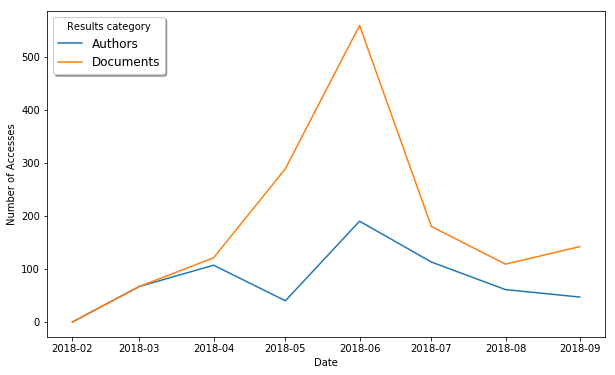 Results category
Authors
Documents
Number of Accesses
500
400
300
200
100
0
2018-02 2018-03 2018-04 2018-05 2018-06 2018-07 2018-08 2018-09
Date